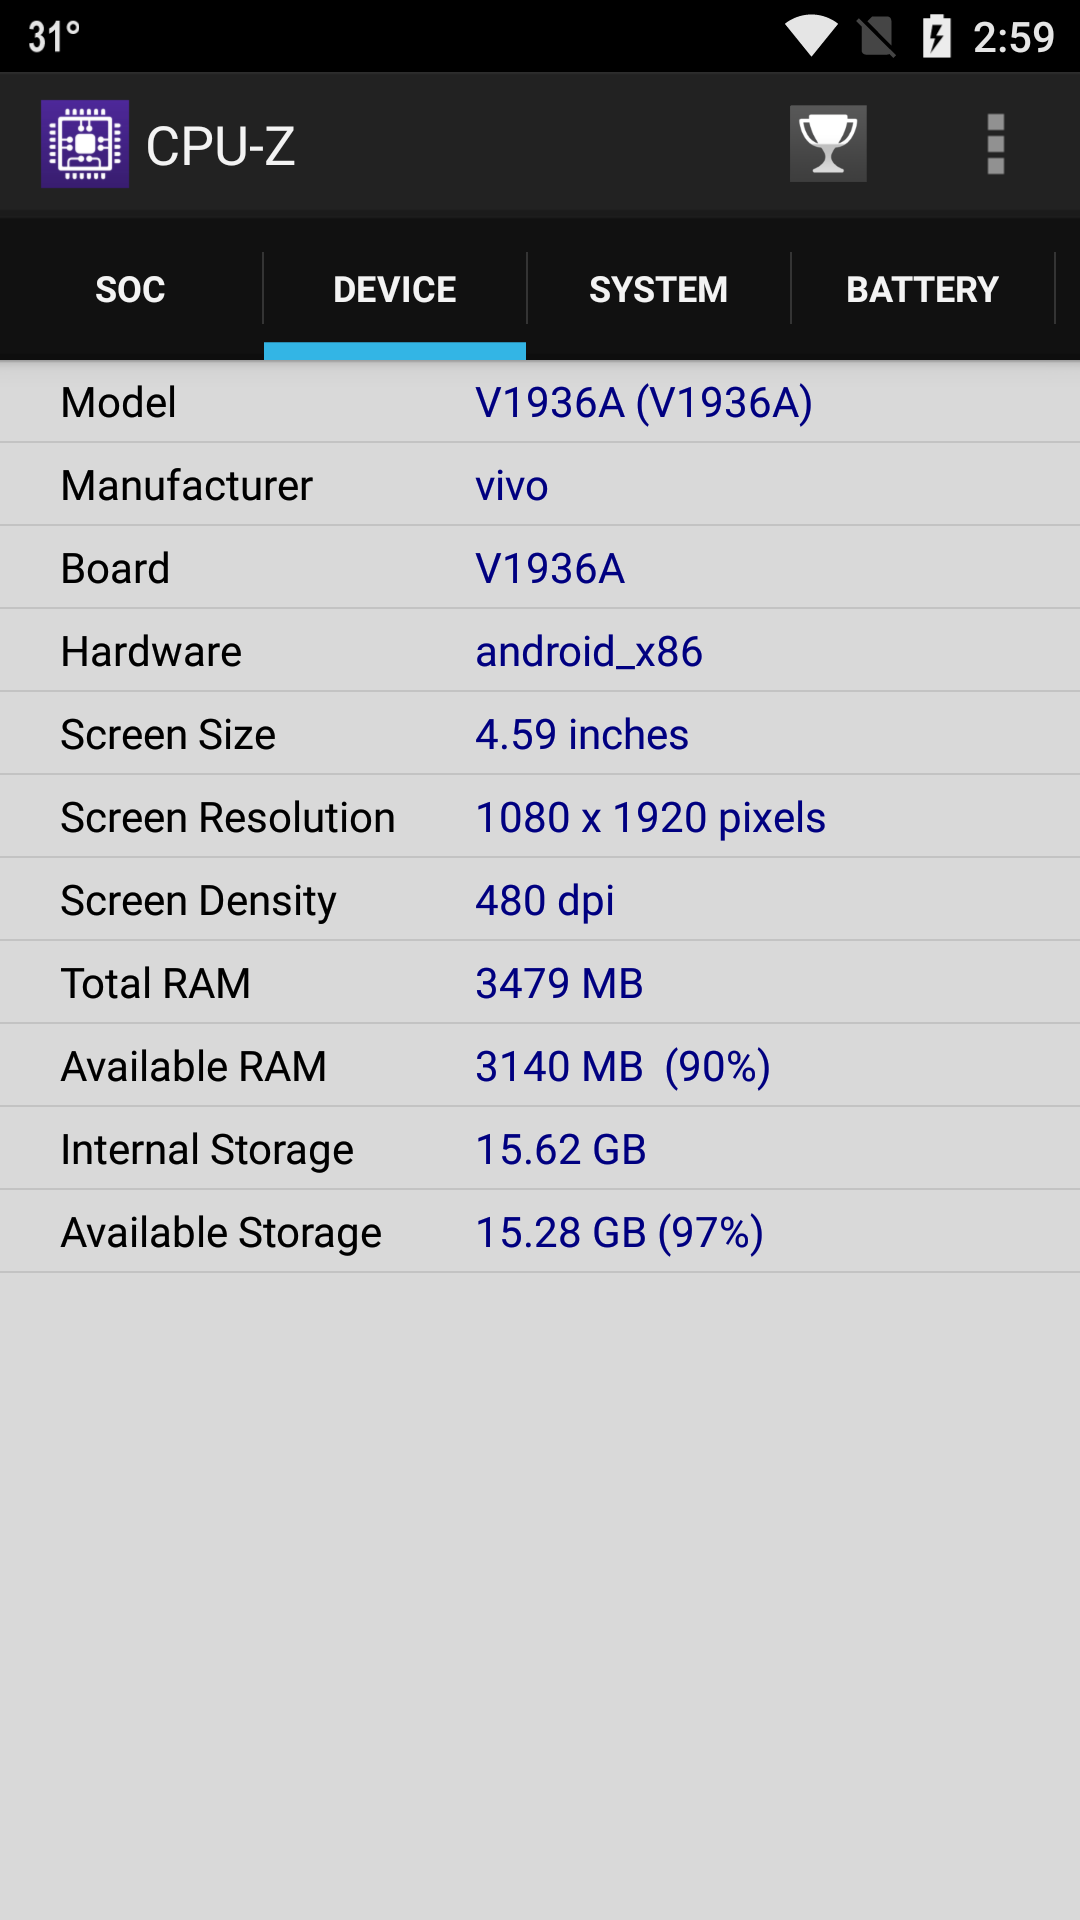 31°
2:59
CPU-Z
SOC DEVICE SYSTEM BATTERY
Model V1936A (V1936A)
Manufacturer vivo
Board V1936A
Hardware android_x86
Screen Size 4.59 inches
Screen Resolution 1080 x 1920 pixels
Screen Density 480 dpi
Total RAM 3479 MB
Available RAM 3140 MB  (90%)
Internal Storage 15.62 GB
Available Storage 15.28 GB (97%)